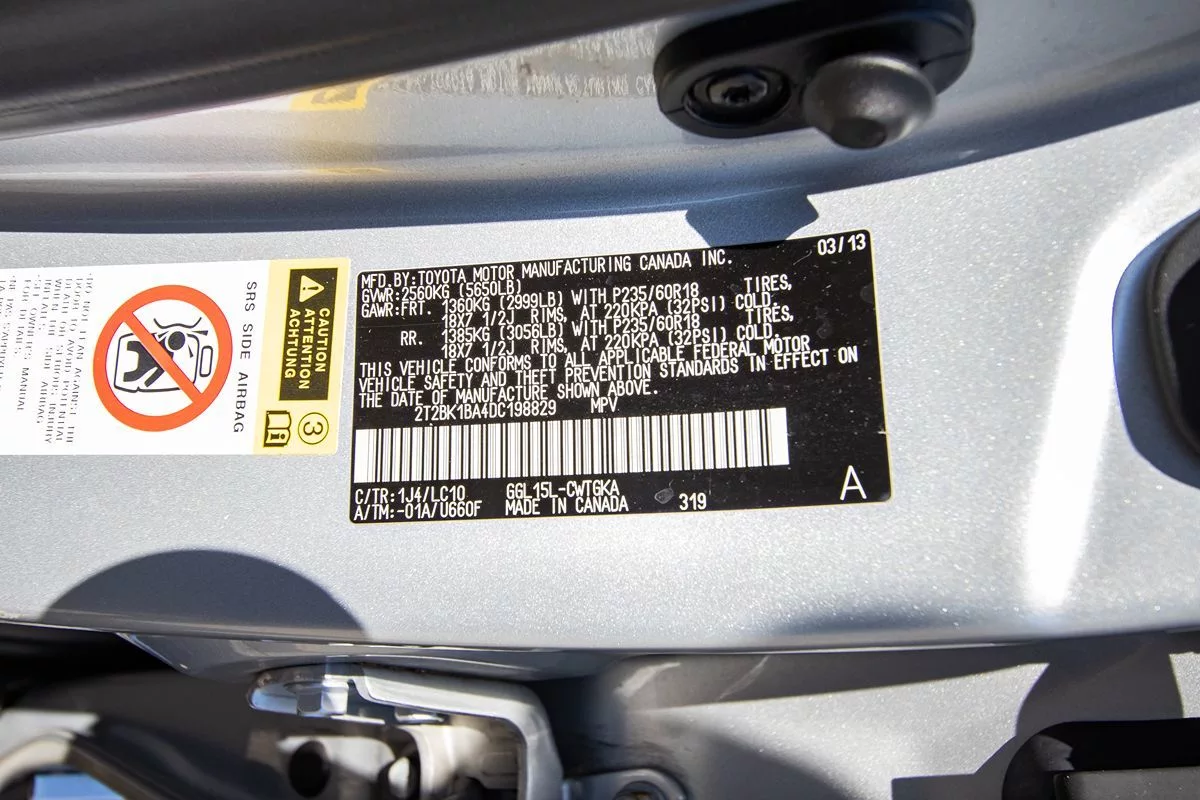 MFD. BY: TOYOTA MOTOR MANUFACTURING CANADA INC. 03/13
GVWR: 2560KG (5650LB)
GAWR: FRT. 1360KG (2999LB) WITH P235/60R18 TIRES,
18X7 1/2J RIMS, AT 220KPA (32PSI) COLD.
RR. 1385KG (3056LB) WITH P235/60R18 TIRES,
18X7 1/2J RIMS, AT 220KPA (32PSI) COLD.
THIS VEHICLE CONFORMS TO ALL APPLICABLE FEDERAL MOTOR
VEHICLE SAFETY AND THEFT PREVENTION STANDARDS IN EFFECT ON
THE DATE OF MANUFACTURE SHOWN ABOVE.
2T2BK1BA4DC198829 MPV
C/TR: 1J4/LC10 GGL15L-CWTGKA
A/TM: -01A/U660F MADE IN CANADA 319
A
CAUTION
ATTENTION
ACHTUNG
3
SRS SIDE AIRBAG